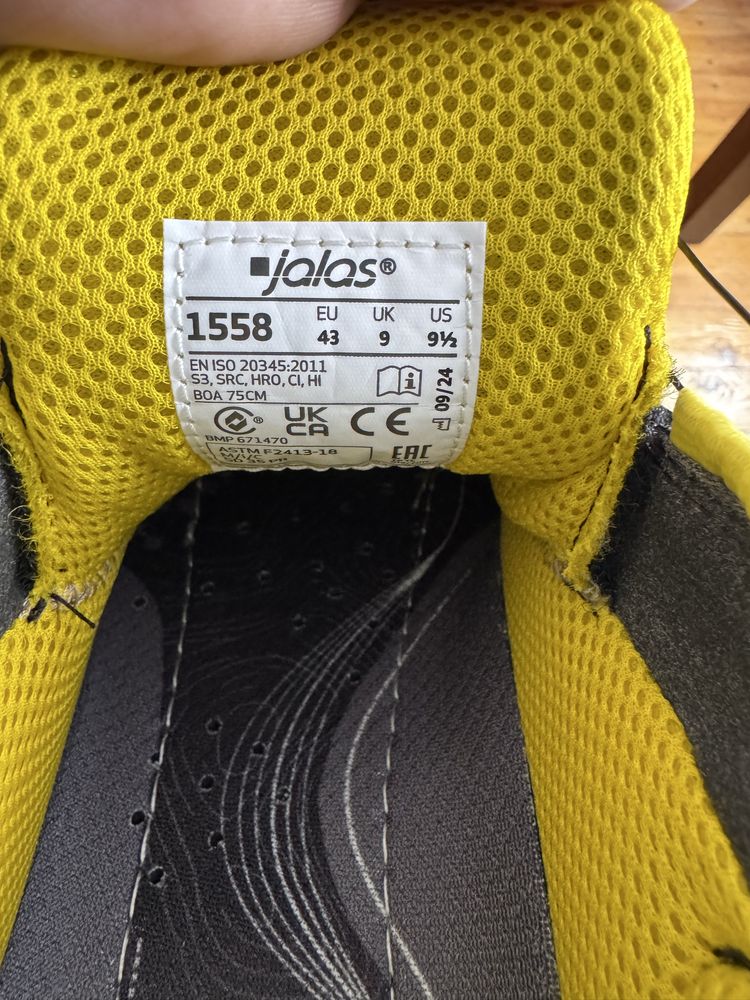 jalas®
1558 EU UK US
43 9 9½
EN ISO 20345:2011
S3, SRC, HRO, CI, HI
BOA 75CM
09/24
UK
CA CE
BMP 671470
ASTM F2413-18
M/I/C
EAC